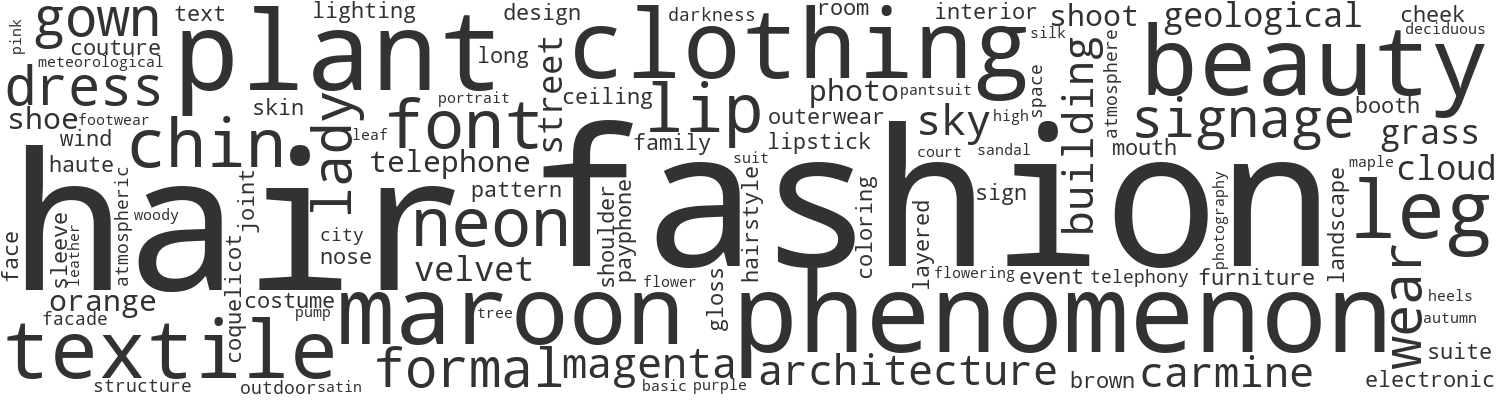 pink
gown
text
lighting
design
darkness
room
interior
shoot
geological
cheek
couture
plant
clothing
silk
beauty
deciduous
meteorological
long
street
dress
skin
portrait
ceiling
lip
photo
pantsuit
space
building
atmosphere
signage
booth
shoe
footwear
lady
leaf
font
outerwear
sky
high
grass
wind
chin
family
lipstick
mouth
haute
telephone
suit
court
sandal
maple
cloud
hair
fashion
atmospheric
joint
pattern
shoulder
payphone
hairstyle
coloring
sign
photography
landscape
leg
woody
face
sleeve
leather
city
neon
layered
nose
velvet
flower
gloss
flowering
event
telephony
furniture
wear
orange
coquelicot
costume
maroon
phenomenon
heels
facade
pump
tree
autumn
textile
formal
magenta
architecture
suite
structure
outdoor
satin
basic
purple
brown
carmine
electronic